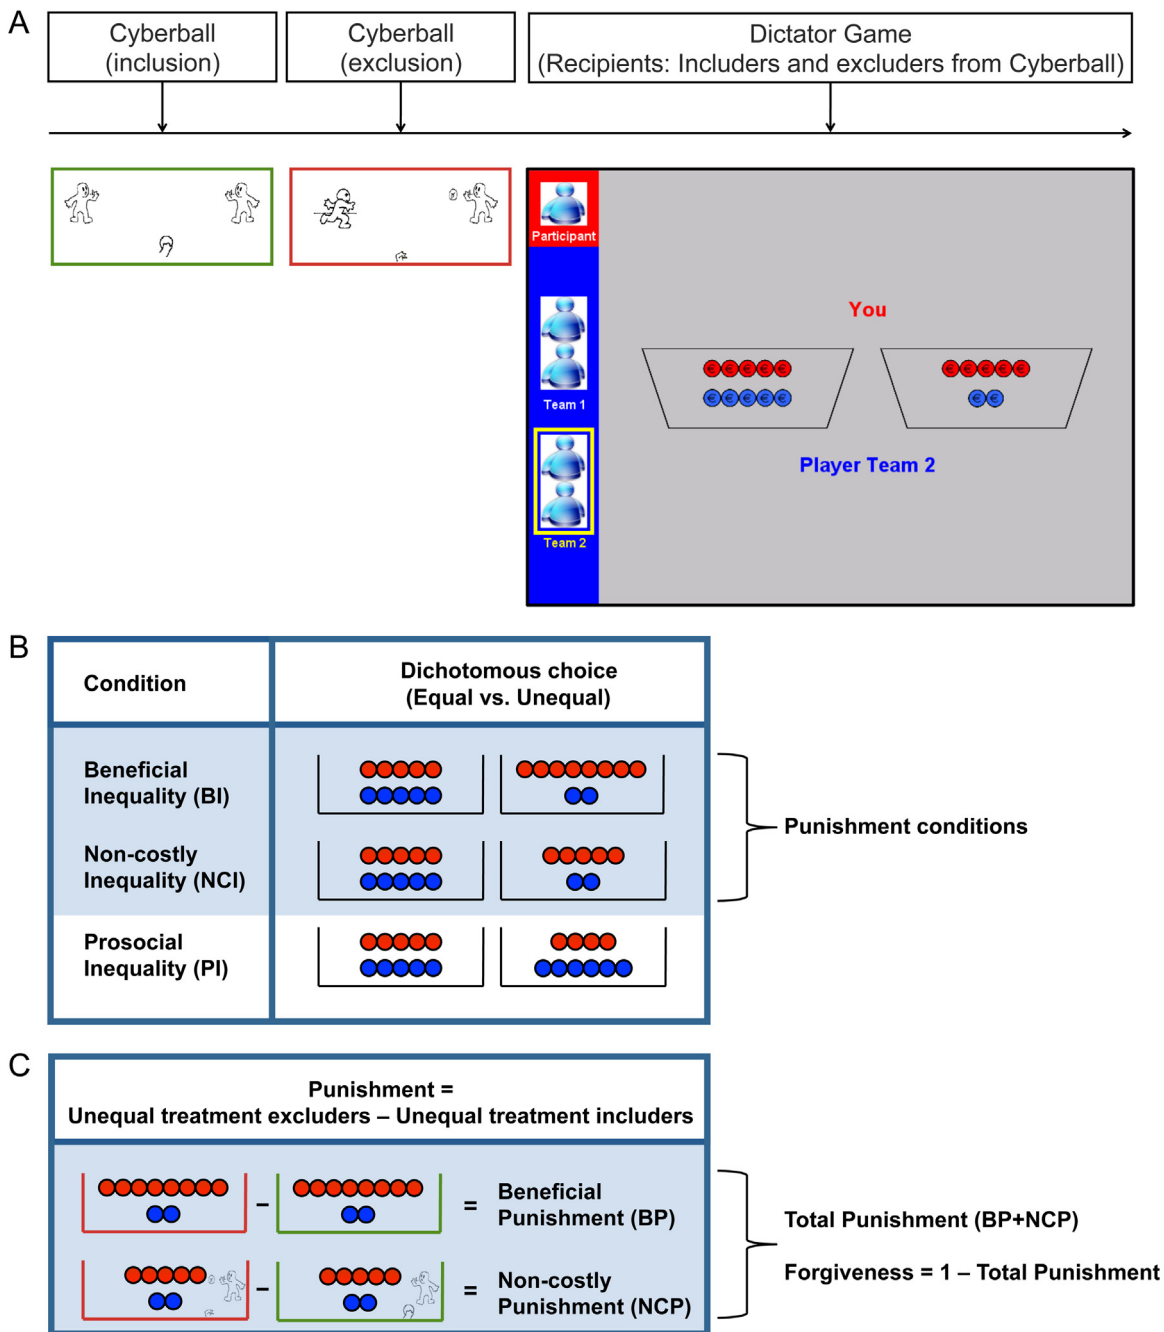 A
Cyberball
(inclusion)
Cyberball
(exclusion)
Dictator Game
(Recipients: Includers and excluders from Cyberball)
Participant
Team 1
Team 2
You
€€€€€
€€€€€
€€€€€
€€
Player Team 2
B
Condition
Dichotomous choice
(Equal vs. Unequal)
Beneficial
Inequality (BI)
Non-costly
Inequality (NCI)
Prosocial
Inequality (PI)
Punishment conditions
C
Punishment =
Unequal treatment excluders – Unequal treatment includers
– = Beneficial
Punishment (BP)
– = Non-costly
Punishment (NCP)
Total Punishment (BP+NCP)
Forgiveness = 1 – Total Punishment